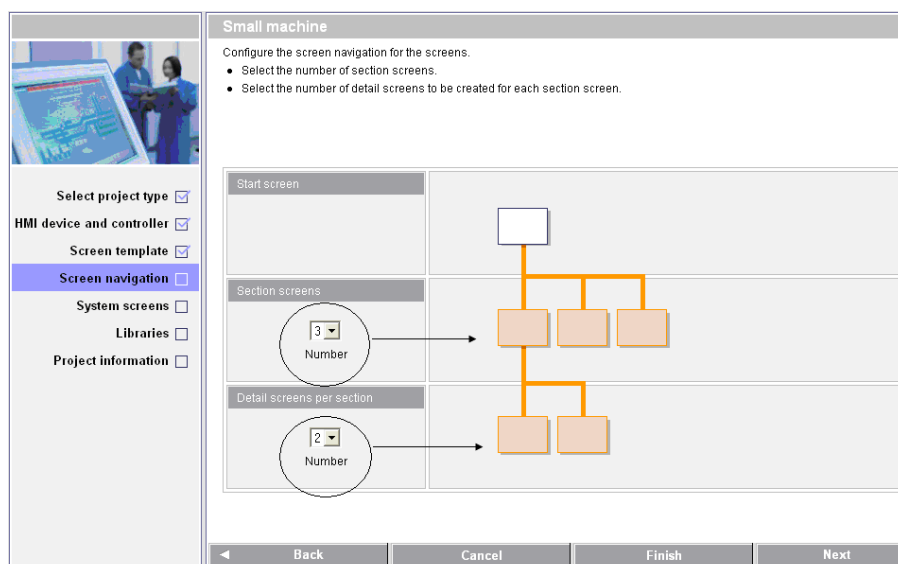 Small machine
Configure the screen navigation for the screens.
• Select the number of section screens.
• Select the number of detail screens to be created for each section screen.
Select project type
HMI device and controller
Screen template
Screen navigation
System screens
Libraries
Project information
Start screen
Section screens
3
Number
Detail screens per section
2
Number
◄ Back Cancel Finish Next